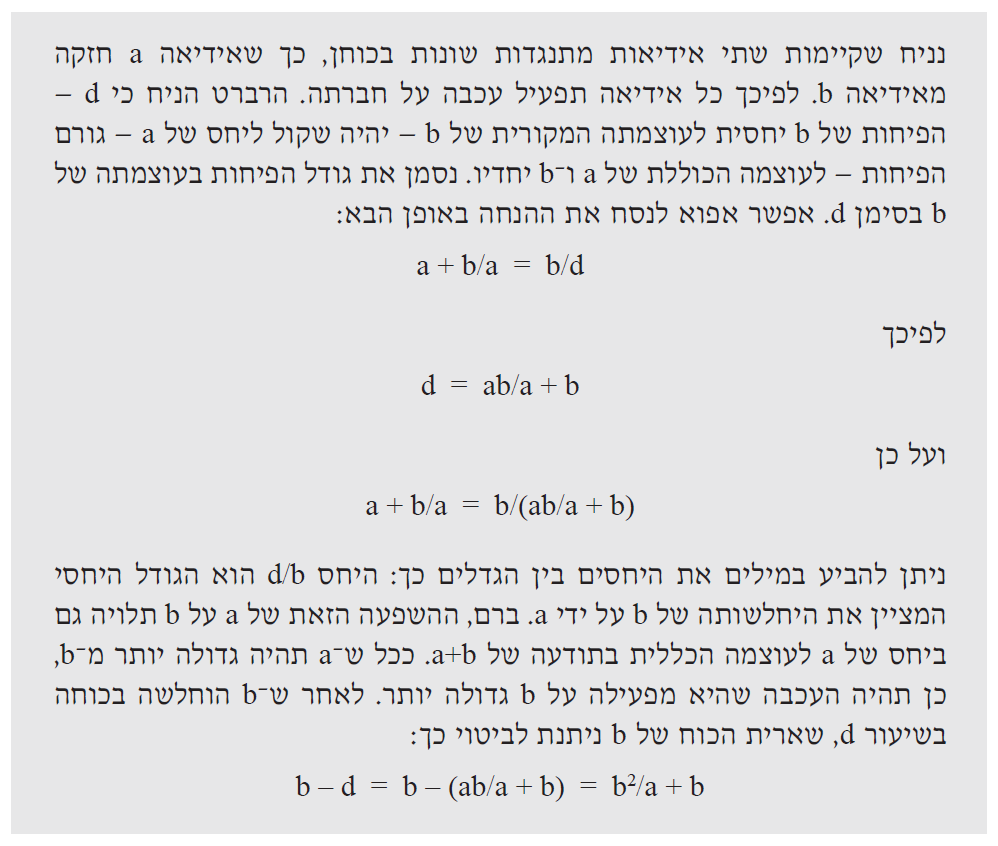 נניח שקיימות שתי אידיאות מתנגדות שונות בכוחן, כך שאידיאה a חזקה
מאידיאה b. לפיכך כל אידיאה תפעיל עכבה על חברתה. הרברט הניח כי d –
הפיחות של b יחסית לעוצמתה המקורית של b – יהיה שקול ליחס של a – גורם
הפיחות – לעוצמה הכוללת של a ו־b יחדיו. נסמן את גודל הפיחות בעוצמתה של
b בסימן d. אפשר אפוא לנסח את ההנחה באופן הבא:
a + b/a = b/d
לפיכך
d = ab/a + b
ועל כן
a + b/a = b/(ab/a + b)
ניתן להביע במילים את היחסים בין הגדלים כך: היחס d/b הוא הגודל היחסי
המציין את היחלשותה של b על ידי a. ברם, ההשפעה הזאת של a על b תלויה גם
ביחס של a לעוצמה הכללית בתודעה של a+b. ככל ש־a תהיה גדולה יותר מ־b,
כן תהיה העכבה שהיא מפעילה על b גדולה יותר. לאחר ש־b הוחלשה בכוחה
בשיעור d, שארית הכוח של b ניתנת לביטוי כך:
b – d = b – (ab/a + b) = b²/a + b